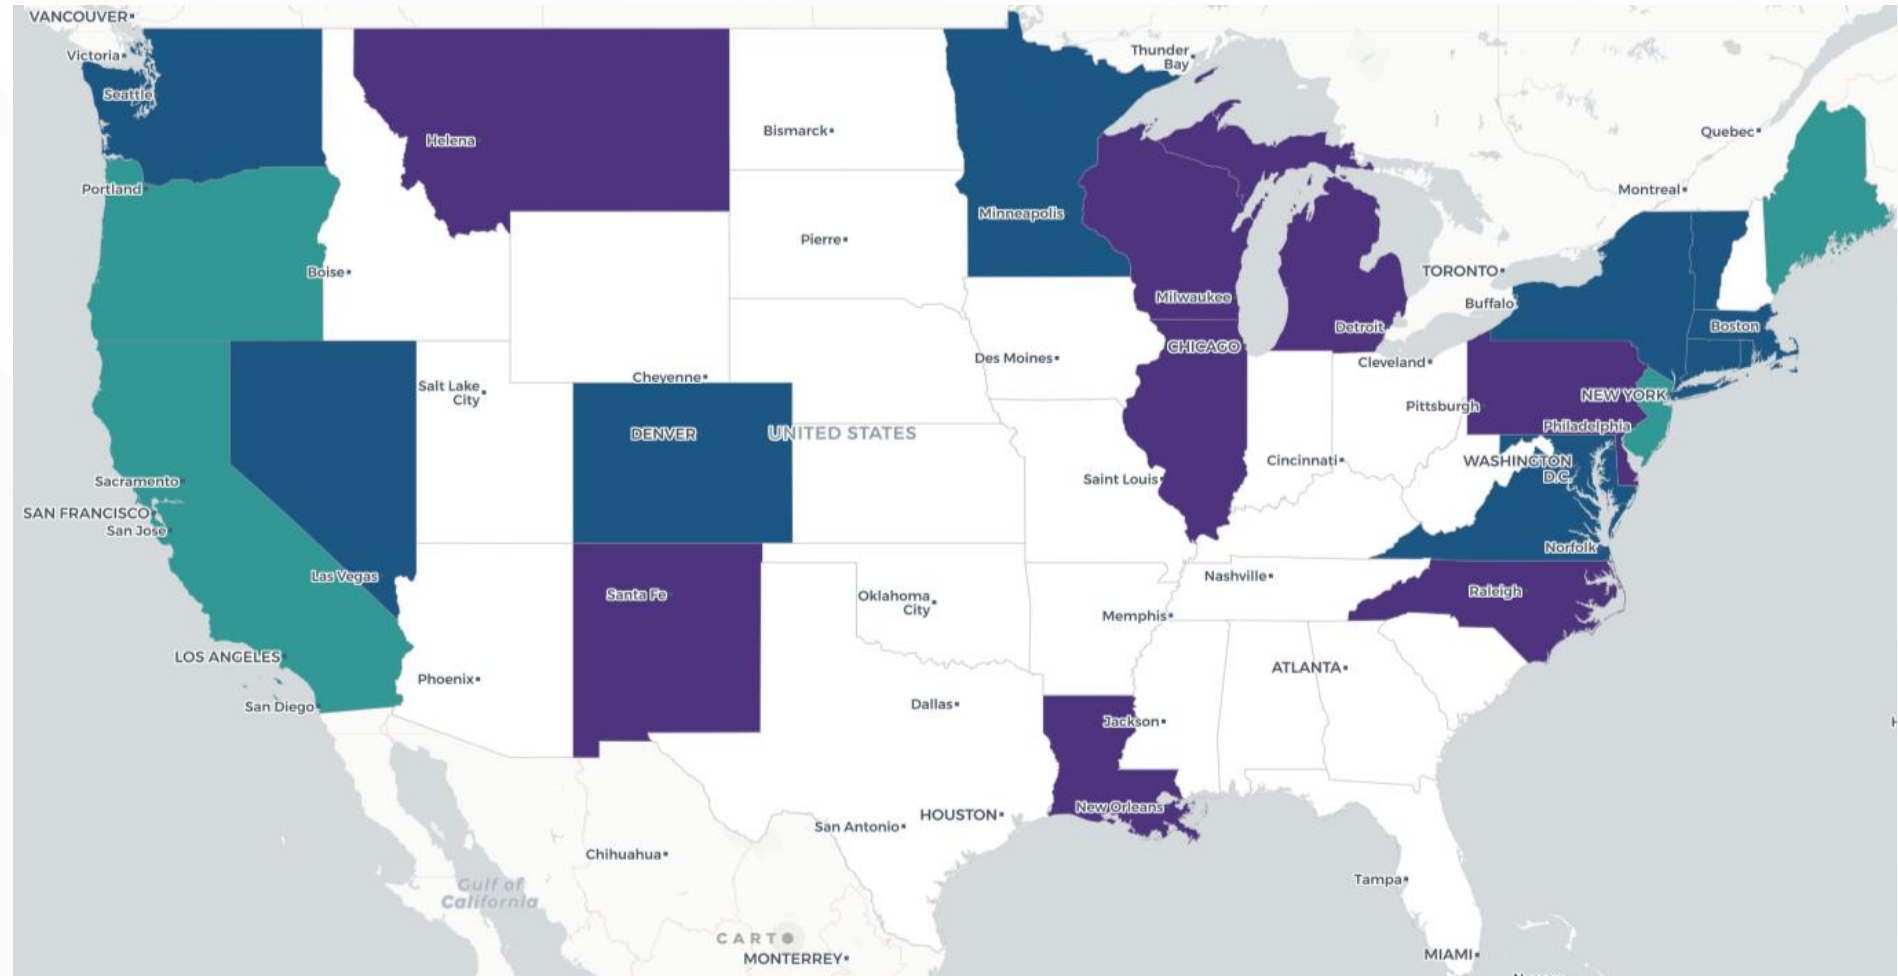 VANCOUVER
Victoria
Seattle
Thunder
Bay
Helena
Bismarck
Quebec
Portland
Montreal
Minneapolis
Pierre
Boise
TORONTO
Milwaukee
Buffalo
Detroit
Boston
CHICAGO
Des Moines
Cleveland
Cheyenne
Salt Lake
City
NEW YORK
Pittsburgh
Philadelphia
DENVER
UNITED STATES
Cincinnati
WASHINGTON
D.C.
Sacramento
Saint Louis
SAN FRANCISCO
San Jose
Norfolk
Las Vegas
Nashville
Santa Fe
Oklahoma
City
Raleigh
Memphis
LOS ANGELES
ATLANTA
Phoenix
San Diego
Dallas
Jackson
H
New Orleans
HOUSTON
San Antonio
Chihuahua
Tampa
Gulf of
California
CARTO
MONTERREY
MIAMI